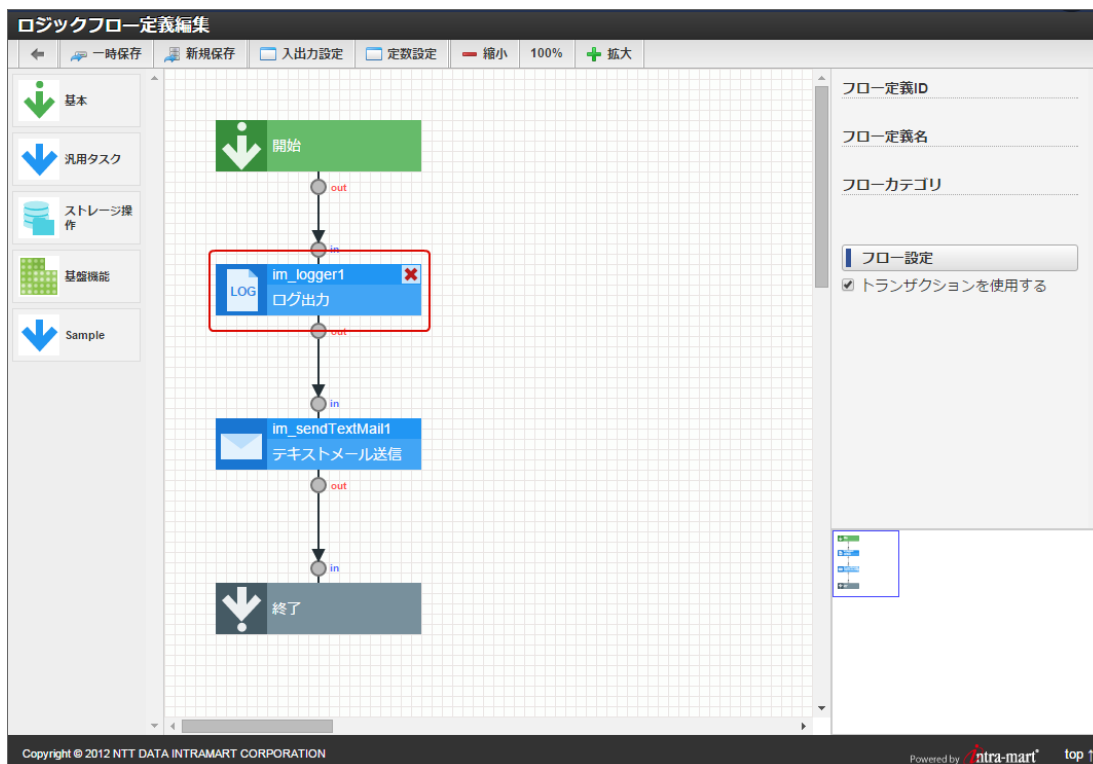 ロジックフロー定義編集
一時保存 新規保存 入出力設定 定数設定 縮小 100% 拡大
基本
汎用タスク
ストレージ操
作
基盤機能
Sample
開始
out
in
im_logger1
LOG
ログ出力
out
in
im_sendTextMail1
テキストメール送信
out
in
終了
フロー定義ID
フロー定義名
フローカテゴリ
フロー設定
トランザクションを使用する
Copyright © 2012 NTT DATA INTRAMART CORPORATION
Powered by intra-mart top ↑